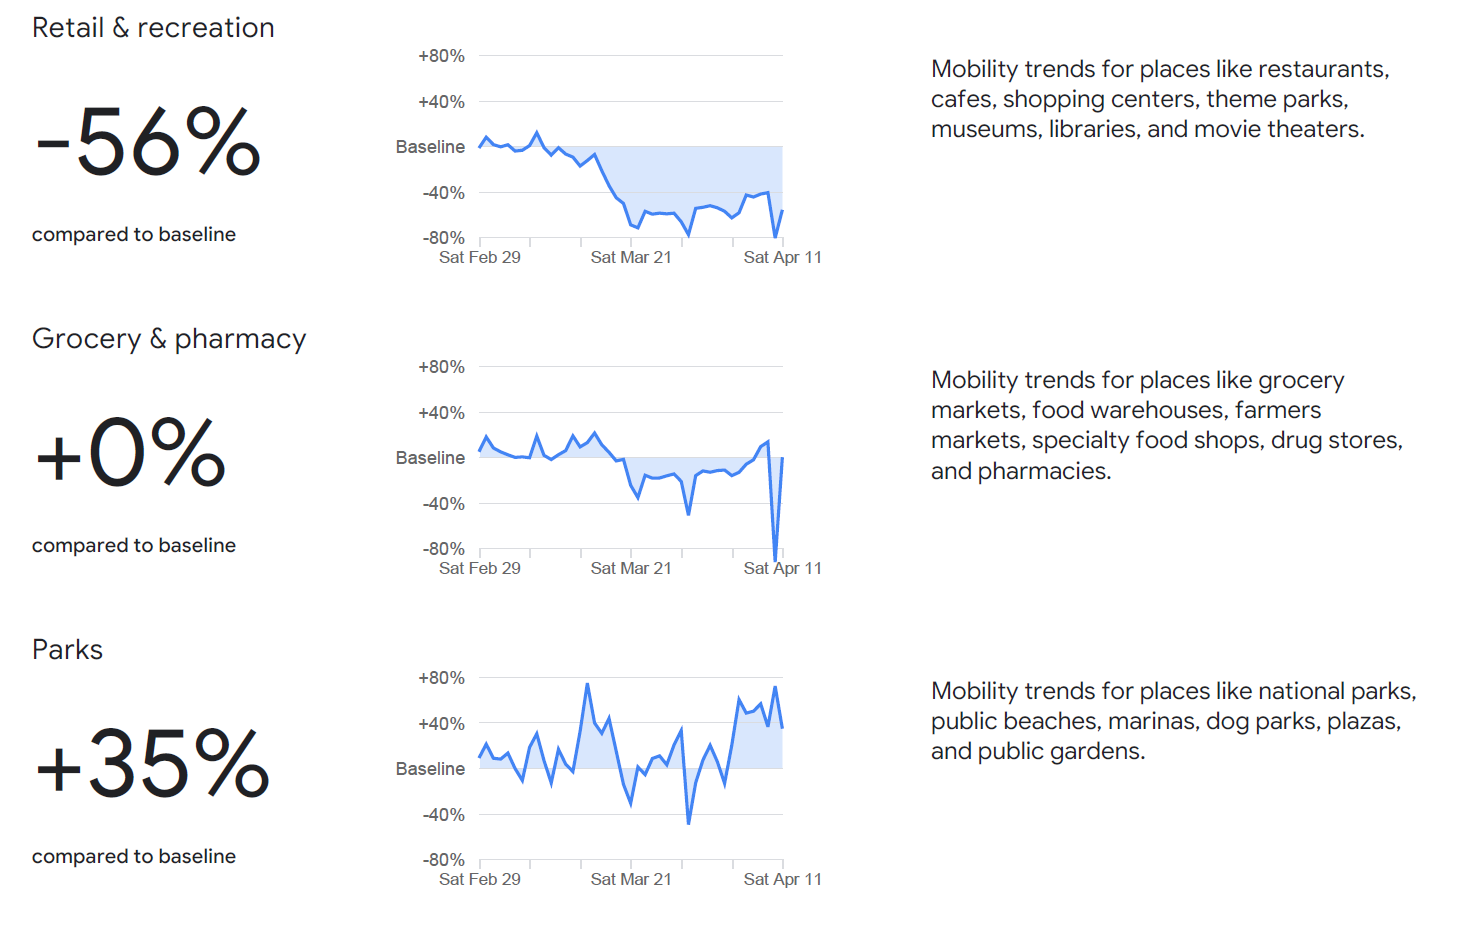 Retail & recreation
-56%
compared to baseline
+80%
+40%
Baseline
-40%
-80%
Sat Feb 29 Sat Mar 21 Sat Apr 11
Mobility trends for places like restaurants,
cafes, shopping centers, theme parks,
museums, libraries, and movie theaters.
Grocery & pharmacy
+0%
compared to baseline
+80%
+40%
Baseline
-40%
-80%
Sat Feb 29 Sat Mar 21 Sat Apr 11
Mobility trends for places like grocery
markets, food warehouses, farmers
markets, specialty food shops, drug stores,
and pharmacies.
Parks
+35%
compared to baseline
+80%
+40%
Baseline
-40%
-80%
Sat Feb 29 Sat Mar 21 Sat Apr 11
Mobility trends for places like national parks,
public beaches, marinas, dog parks, plazas,
and public gardens.